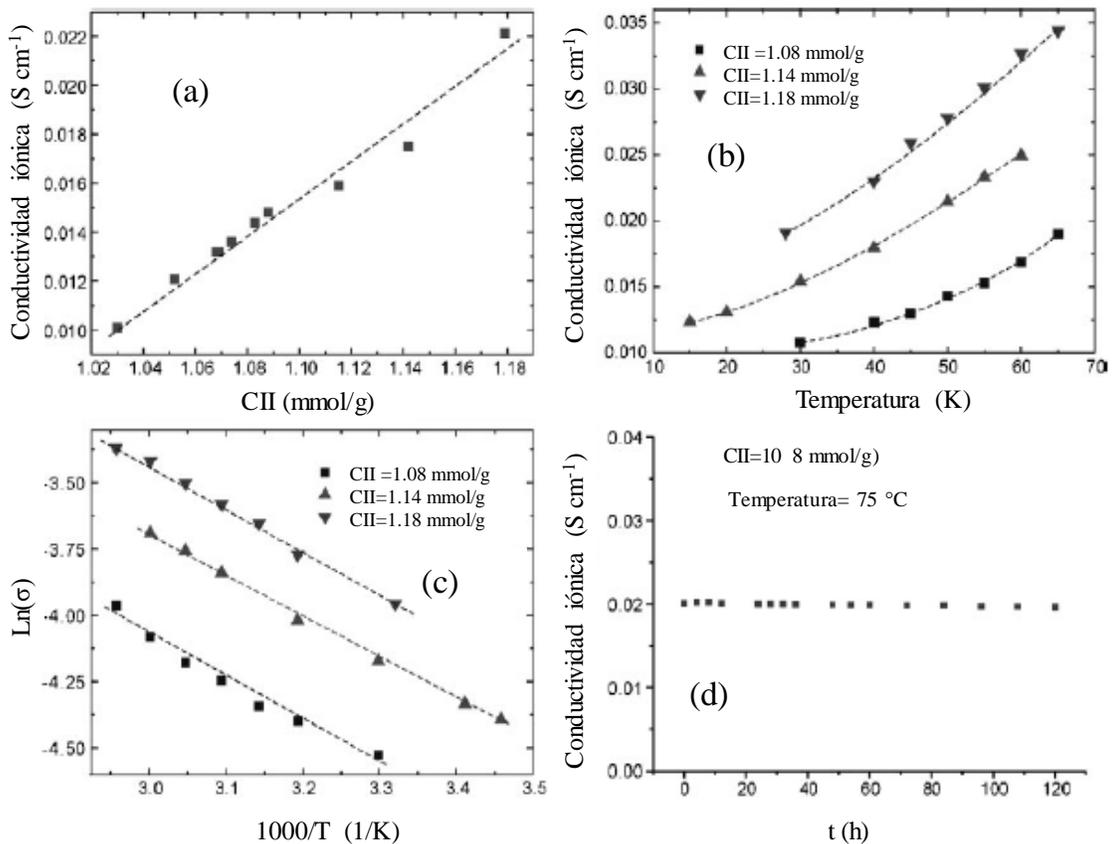 Conductividad iónica (S cm⁻¹)
0.022
0.020
0.018
0.016
0.014
0.012
0.010
(a)
1.02 1.04 1.06 1.08 1.10 1.12 1.14 1.16 1.18
CII (mmol/g)
Conductividad iónica (S cm⁻¹)
0.035
0.030
0.025
0.020
0.015
0.010
CII =1.08 mmol/g
CII=1.14 mmol/g
CII=1.18 mmol/g
(b)
10 20 30 40 50 60 70
Temperatura (K)
Ln(σ)
-3.50
-3.75
-4.00
-4.25
-4.50
CII =1.08 mmol/g
CII=1.14 mmol/g
CII=1.18 mmol/g
(c)
3.0 3.1 3.2 3.3 3.4 3.5
1000/T (1/K)
Conductividad iónica (S cm⁻¹)
0.04
0.03
0.02
0.01
0.00
CII=10 8 mmol/g)
Temperatura= 75 °C
(d)
0 20 40 60 80 100 120
t (h)